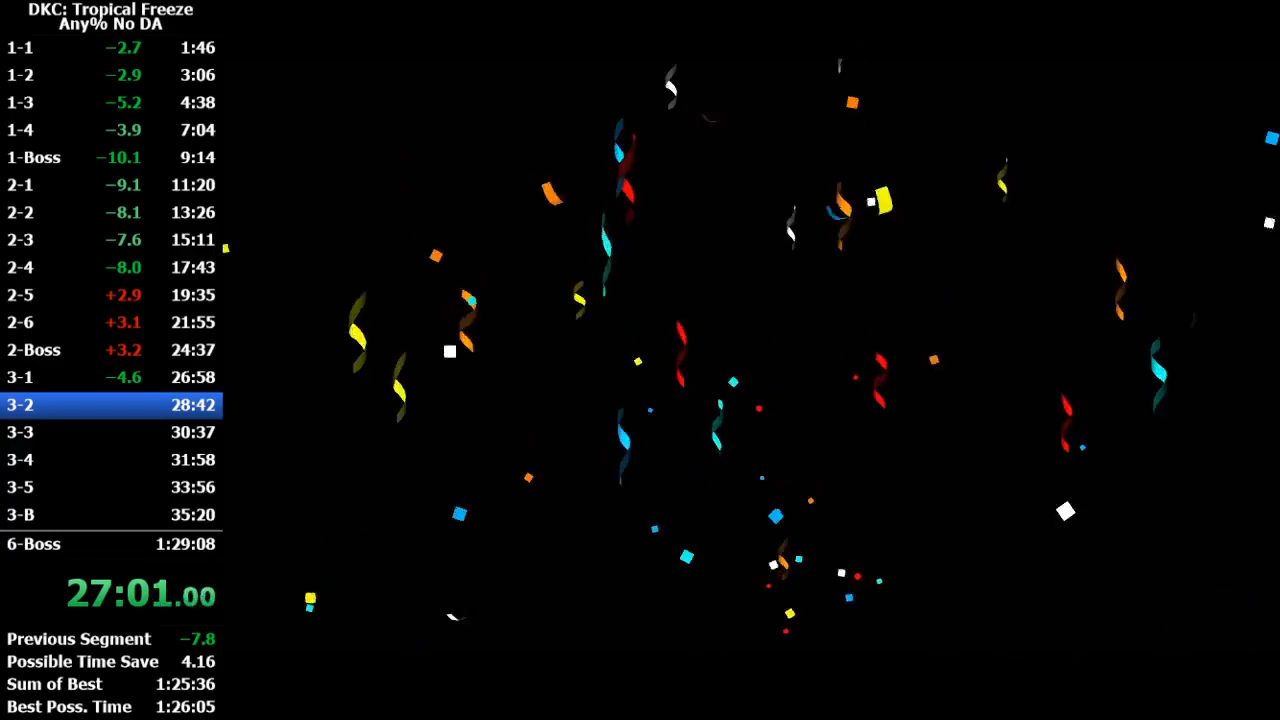 DKC: Tropical Freeze
Any% No DA
1-1 −2.7 1:46
1-2 −2.9 3:06
1-3 −5.2 4:38
1-4 −3.9 7:04
1-Boss −10.1 9:14
2-1 −9.1 11:20
2-2 −8.1 13:26
2-3 −7.6 15:11
2-4 −8.0 17:43
2-5 +2.9 19:35
2-6 +3.1 21:55
2-Boss +3.2 24:37
3-1 −4.6 26:58
3-2 28:42
3-3 30:37
3-4 31:58
3-5 33:56
3-B 35:20
6-Boss 1:29:08
27:01.00
Previous Segment −7.8
Possible Time Save 4.16
Sum of Best 1:25:36
Best Poss. Time 1:26:05